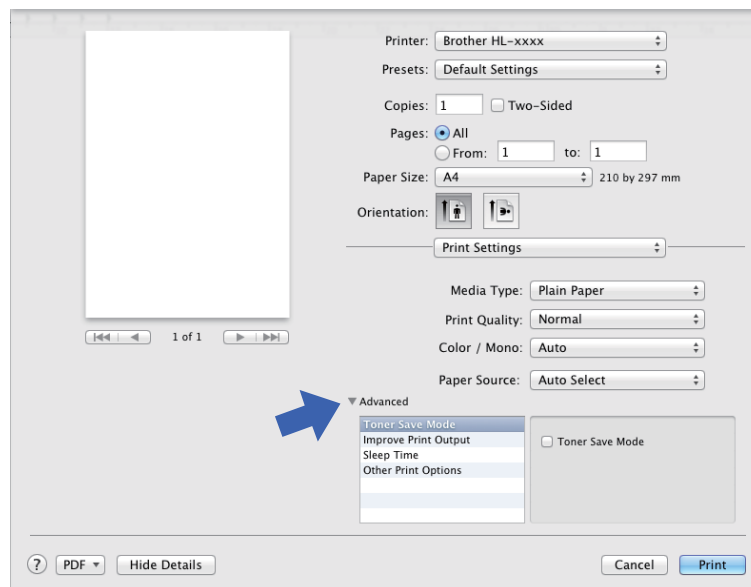 Printer: Brother HL-xxxx
Presets: Default Settings
Copies: 1 Two-Sided
Pages: All
From: 1 to: 1
Paper Size: A4 210 by 297 mm
Orientation:
Print Settings
Media Type: Plain Paper
Print Quality: Normal
Color / Mono: Auto
Paper Source: Auto Select
1 of 1
Advanced
Toner Save Mode
Improve Print Output
Sleep Time
Other Print Options
Toner Save Mode
? PDF Hide Details Cancel Print